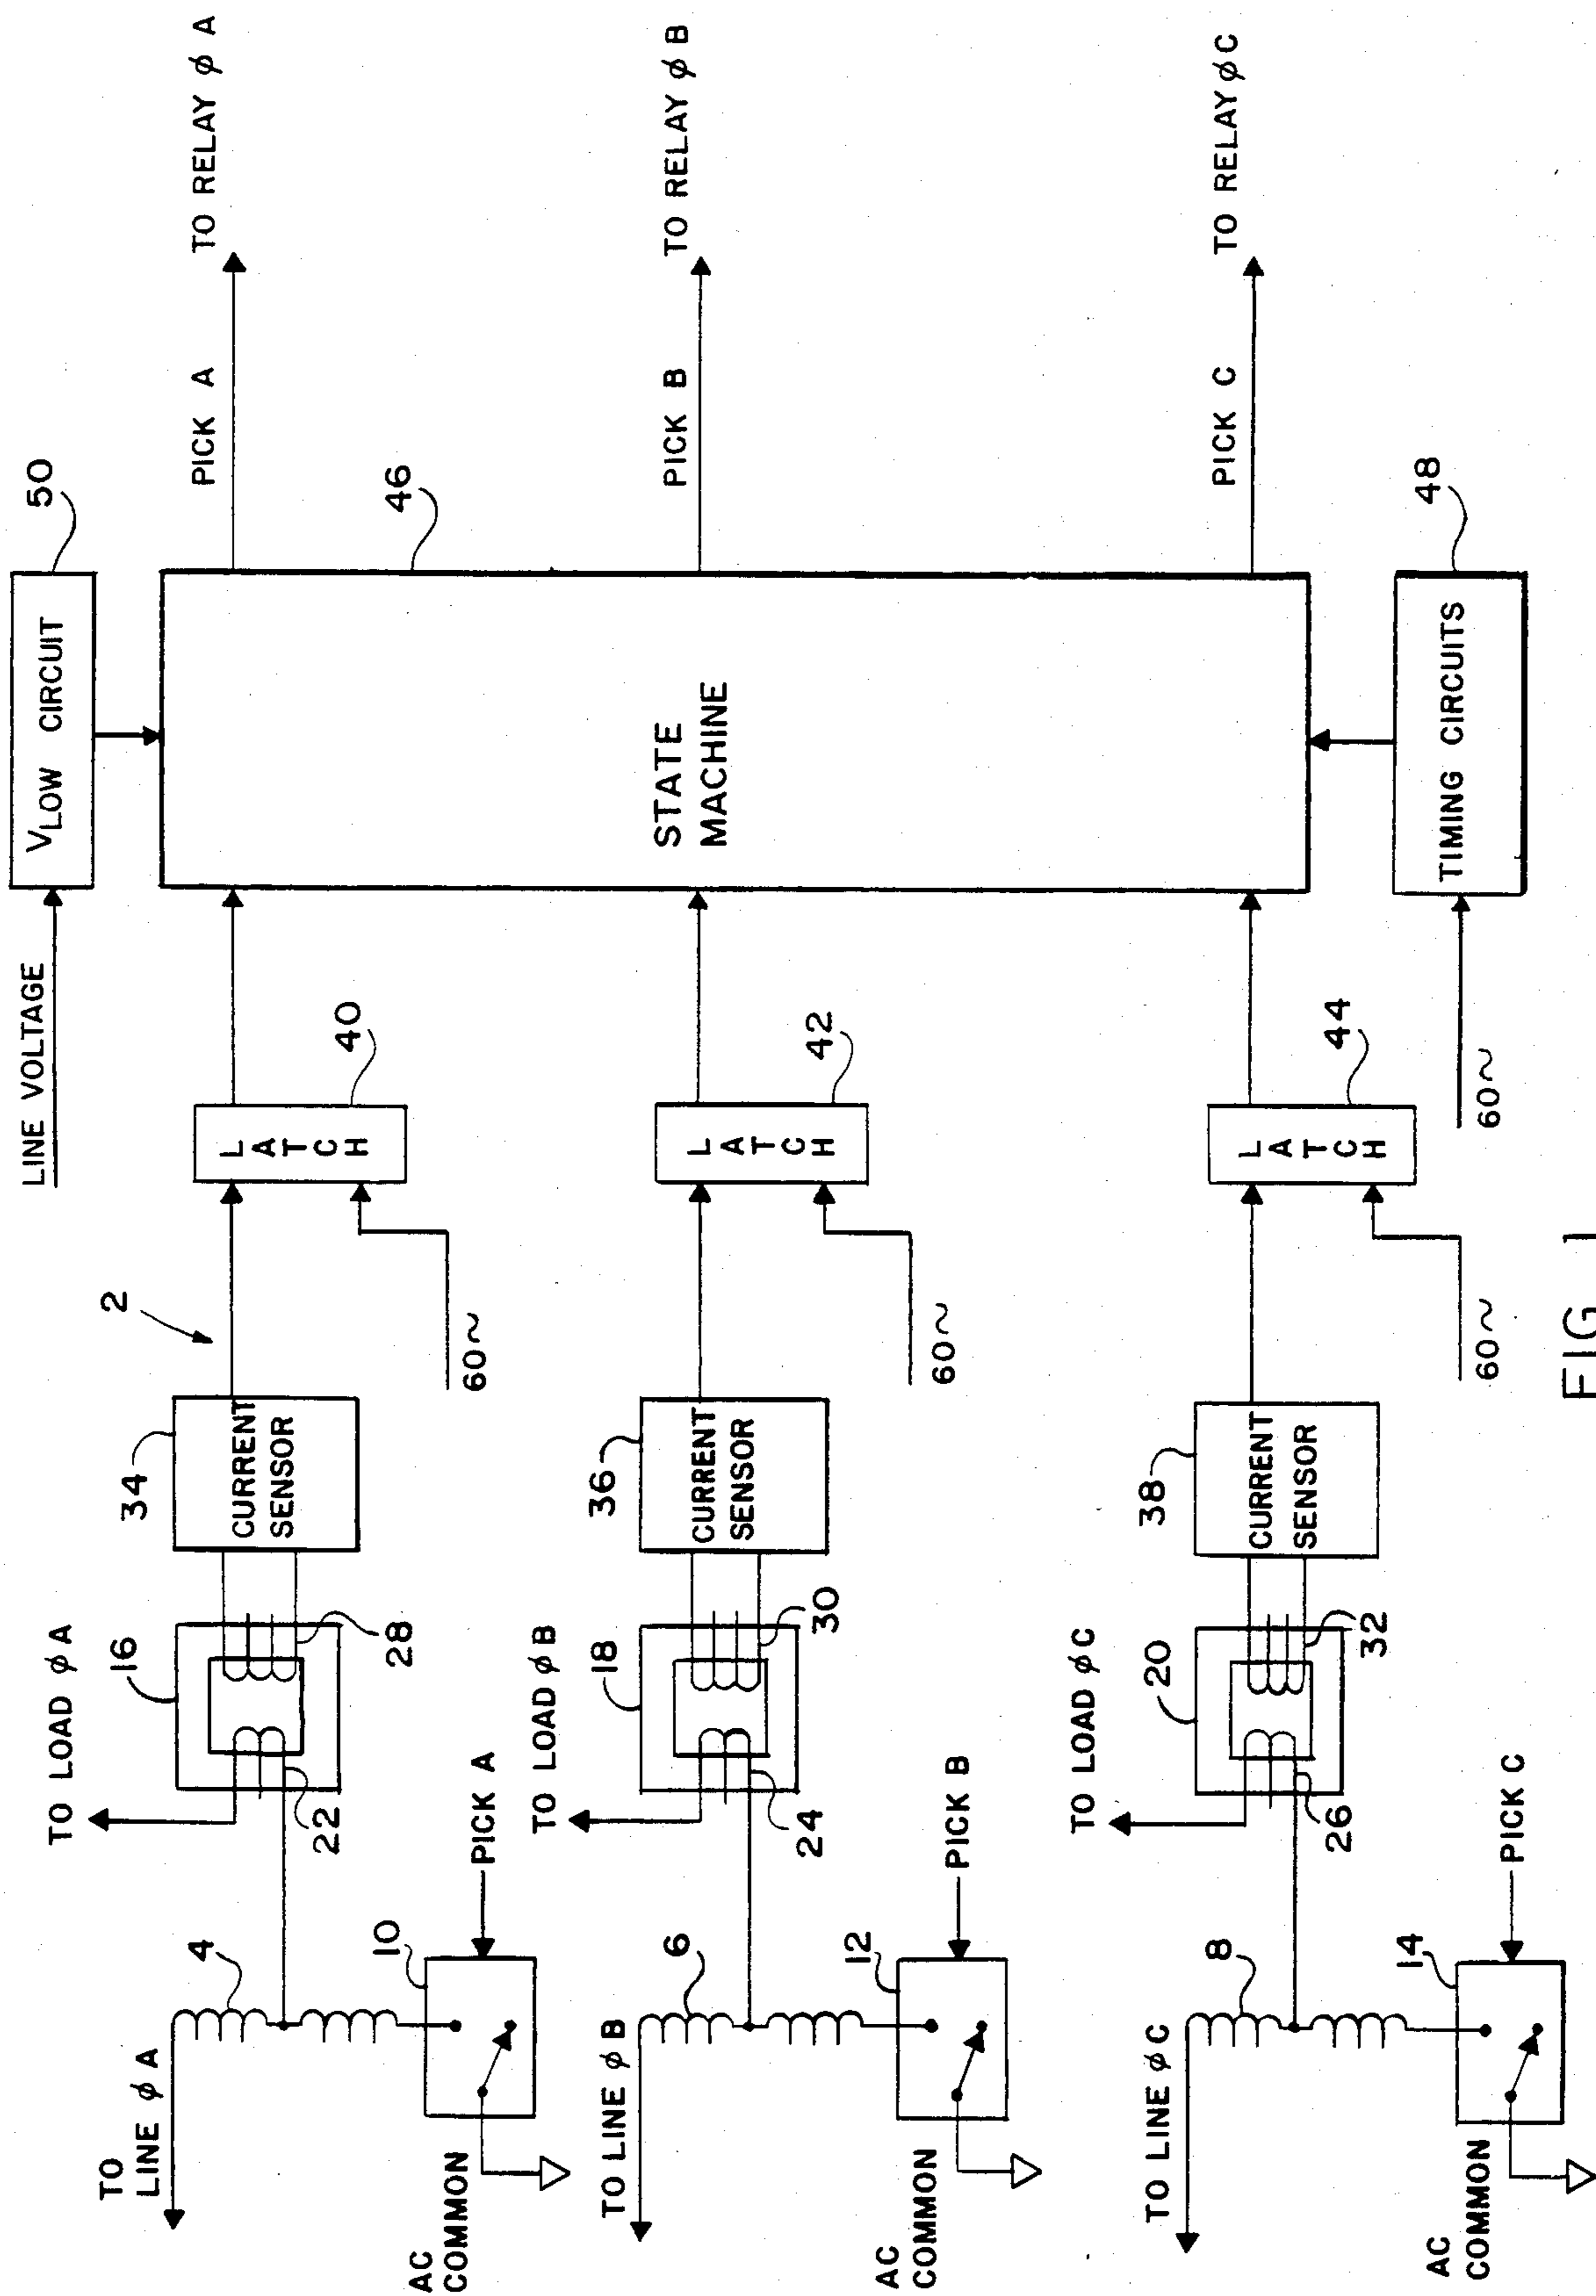 LINE VOLTAGE
VLOW CIRCUIT
50
TO LOAD φ A
16
34
2
40
PICK A
TO RELAY φ A
TO
LINE φ A
4
22
28
CURRENT
SENSOR
LATCH
60~
46
10
PICK A
AC
COMMON
TO LOAD φ B
18
36
42
STATE
MACHINE
PICK B
TO RELAY φ B
TO LINE φ B
6
24
30
CURRENT
SENSOR
LATCH
60~
12
PICK B
AC
COMMON
TO LOAD φ C
20
38
44
PICK C
TO RELAY φ C
TO LINE φ C
8
26
32
CURRENT
SENSOR
LATCH
60~
60~
TIMING CIRCUITS
48
14
PICK C
AC
COMMON
FIG. 1